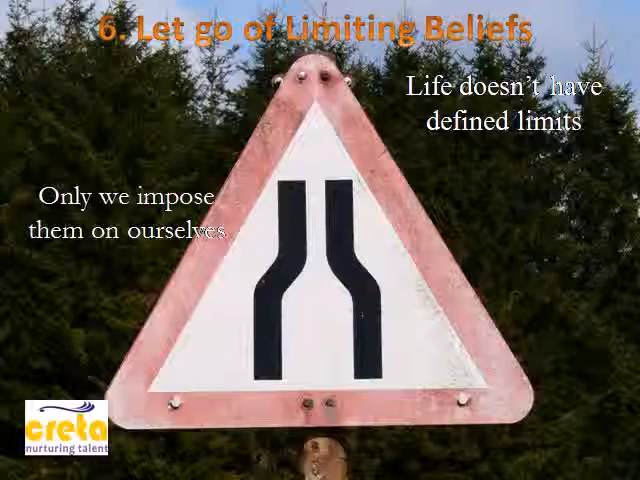 6. Let go of Limiting Beliefs
Life doesn't have
defined limits
Only we impose
them on ourselves
creta
nurturing talent